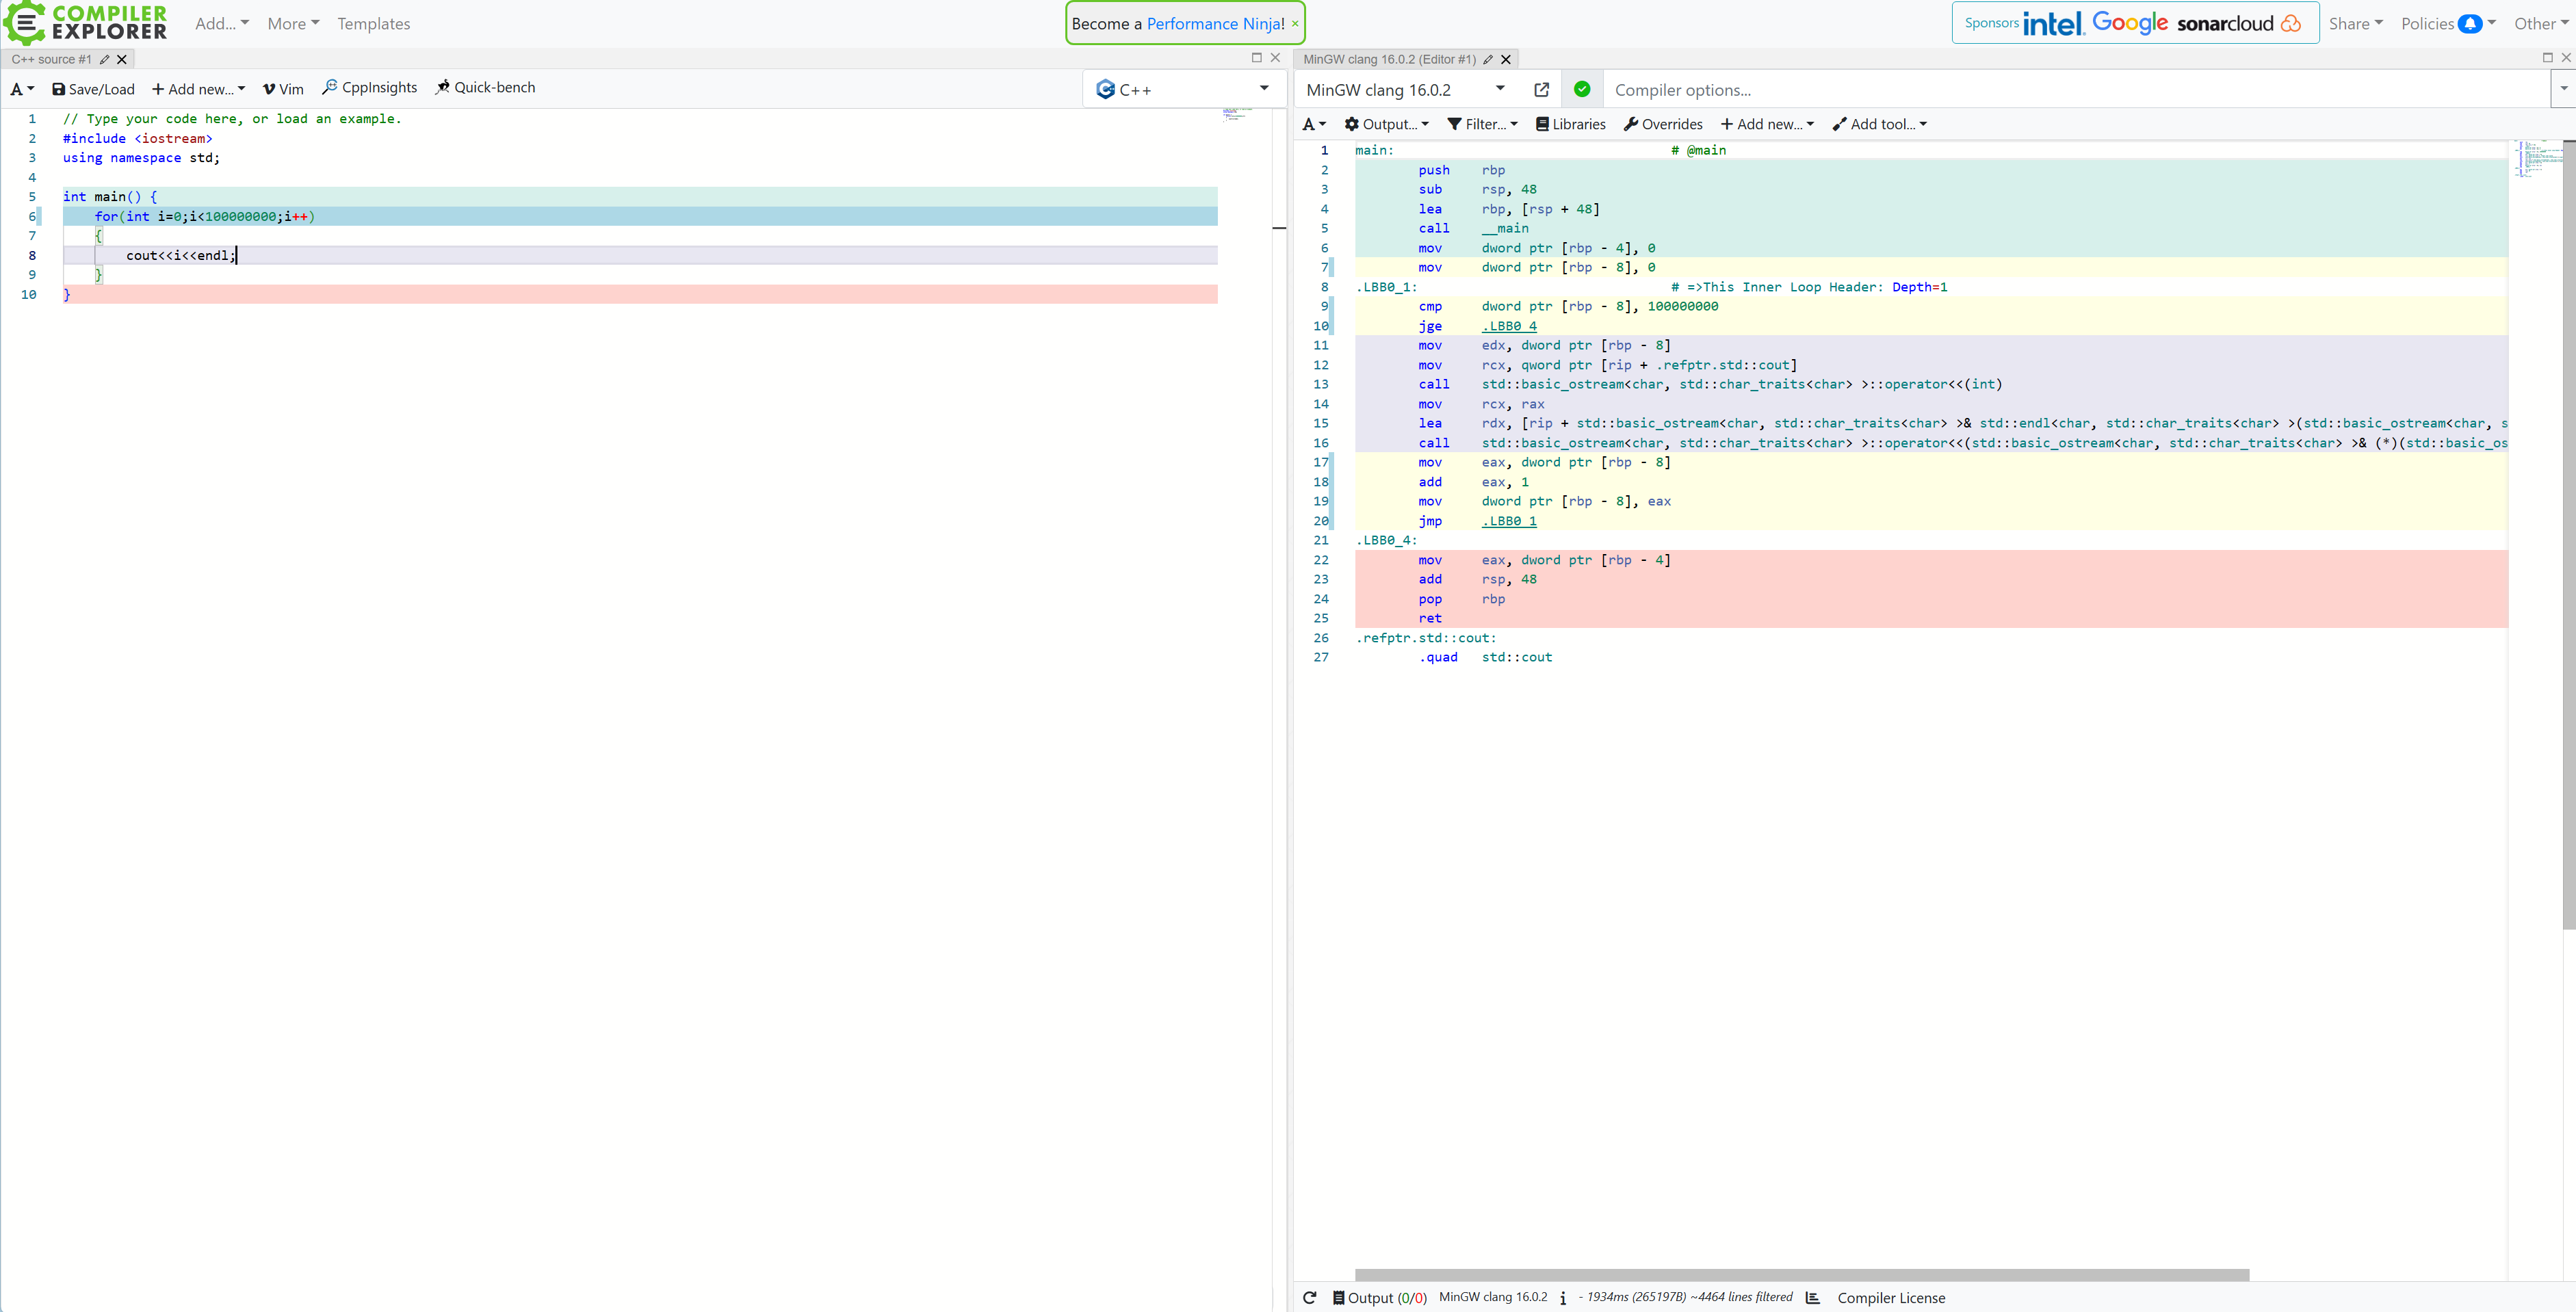 COMPILER EXPLORER Add... More Templates Become a Performance Ninja! × Sponsors intel. Google sonarcloud Share Policies Other
C++ source #1
A Save/Load + Add new... Vim CppInsights Quick-bench C++
1 // Type your code here, or load an example.
2 #include <iostream>
3 using namespace std;
4
5 int main() {
6 for(int i=0;i<100000000;i++)
7 {
8 cout<<i<<endl;
9 }
10 }
MinGW clang 16.0.2 (Editor #1)
MinGW clang 16.0.2 Compiler options...
A Output... Filter... Libraries Overrides + Add new... Add tool...
1 main: # @main
2 push rbp
3 sub rsp, 48
4 lea rbp, [rsp + 48]
5 call __main
6 mov dword ptr [rbp - 4], 0
7 mov dword ptr [rbp - 8], 0
8 .LBB0_1: # =>This Inner Loop Header: Depth=1
9 cmp dword ptr [rbp - 8], 100000000
10 jge .LBB0_4
11 mov edx, dword ptr [rbp - 8]
12 mov rcx, qword ptr [rip + .refptr.std::cout]
13 call std::basic_ostream<char, std::char_traits<char> >::operator<<(int)
14 mov rcx, rax
15 lea rdx, [rip + std::basic_ostream<char, std::char_traits<char> >& std::endl<char, std::char_traits<char> >(std::basic_ostream<char, s
16 call std::basic_ostream<char, std::char_traits<char> >::operator<<(std::basic_ostream<char, std::char_traits<char> >& (*)(std::basic_os
17 mov eax, dword ptr [rbp - 8]
18 add eax, 1
19 mov dword ptr [rbp - 8], eax
20 jmp .LBB0_1
21 .LBB0_4:
22 mov eax, dword ptr [rbp - 4]
23 add rsp, 48
24 pop rbp
25 ret
26 .refptr.std::cout:
27 .quad std::cout
Output (0/0) MinGW clang 16.0.2 i - 1934ms (265197B) ~4464 lines filtered Compiler License